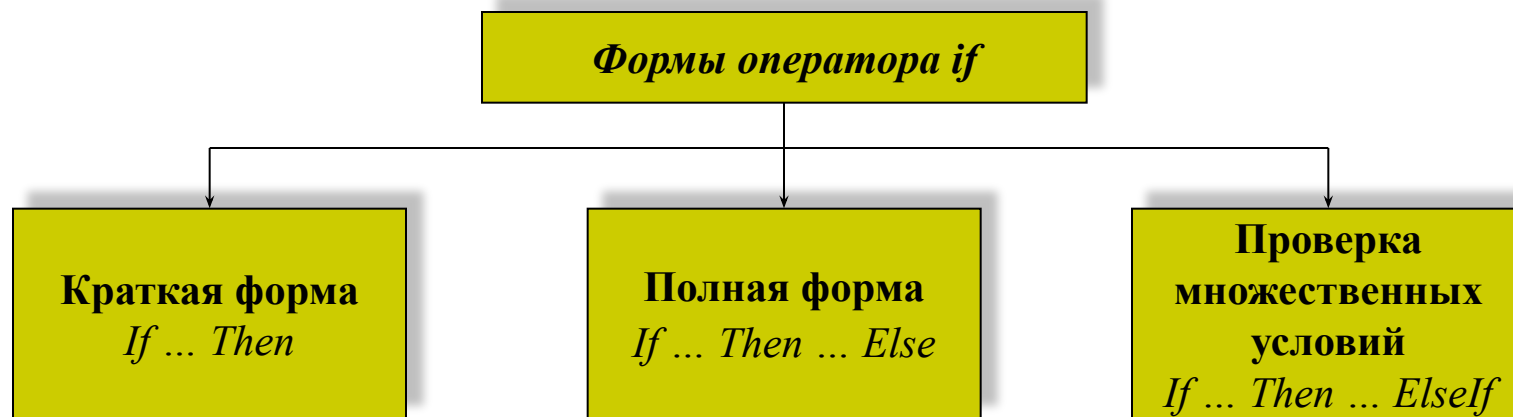 Формы оператора if
Краткая форма
If ... Then
Полная форма
If ... Then ... Else
Проверка
множественных
условий
If ... Then ... ElseIf